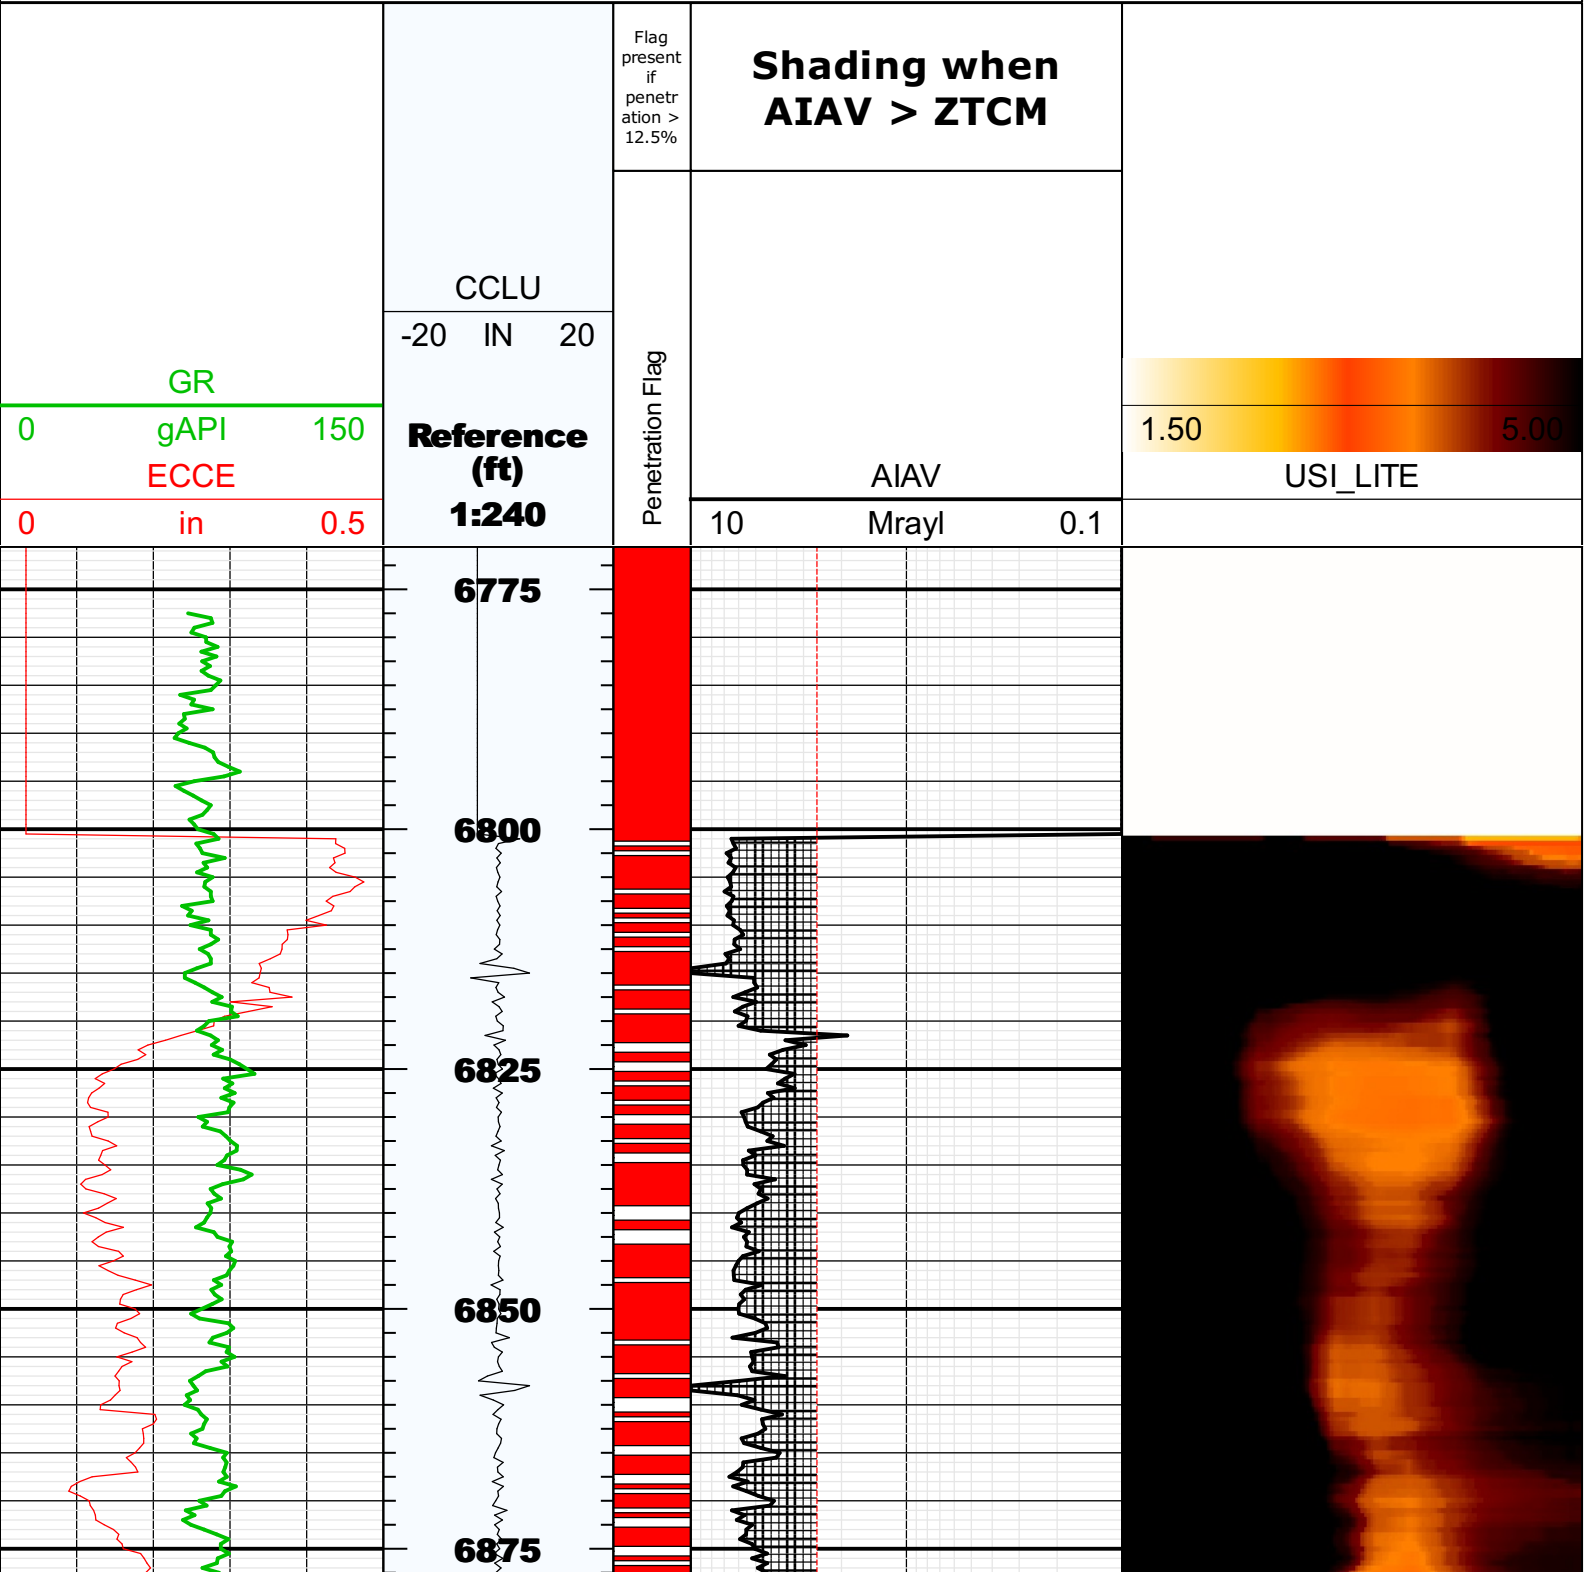 Flag
present
if
penetr
ation >
12.5%
Shading when
AIAV > ZTCM
CCLU
-20 IN 20
GR
0 gAPI 150
ECCE
0 in 0.5
Reference
(ft)
1:240
Penetration Flag
AIAV
10 Mrayl 0.1
1.50 5.00
USI_LITE
6775
6800
6825
6850
6875